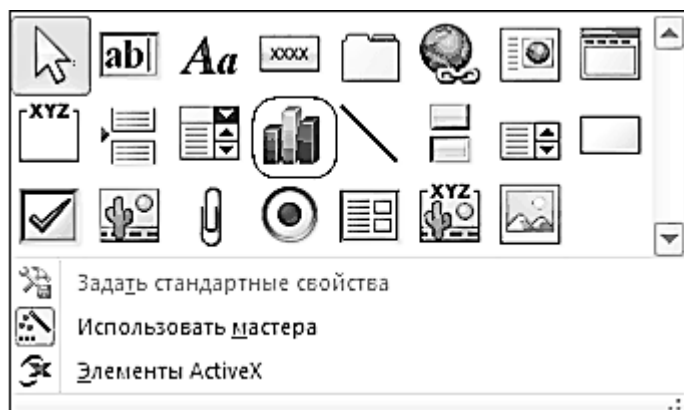 ab
Aa
XXXX
XYZ
XYZ
Задать стандартные свойства
Использовать мастера
Элементы ActiveX